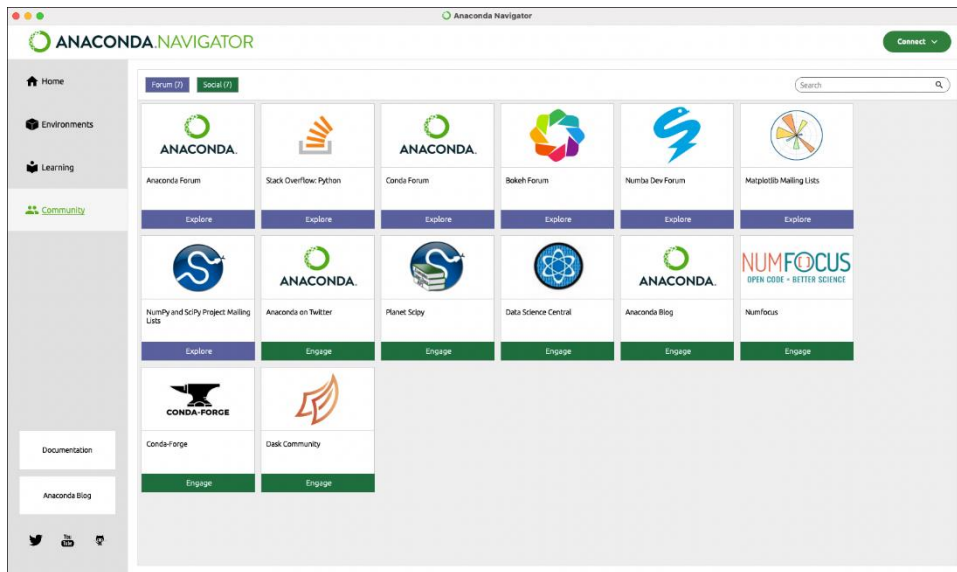 Anaconda Navigator
ANACONDA.NAVIGATOR
Connect
Home
Environments
Learning
Community
Documentation
Anaconda Blog
You
Tube
Forum (7)
Social (7)
Search
ANACONDA.
Anaconda Forum
Explore
Stack Overflow: Python
Explore
ANACONDA.
Conda Forum
Explore
Bokeh Forum
Explore
Numba Dev Forum
Explore
Matplotlib Mailing Lists
Explore
NumPy and SciPy Project Mailing
Lists
Explore
ANACONDA.
Anaconda on Twitter
Engage
Planet Scipy
Engage
Data Science Central
Engage
ANACONDA.
Anaconda Blog
Engage
NUMFOCUS
OPEN CODE = BETTER SCIENCE
Numfocus
Engage
CONDA-FORGE
Conda-Forge
Engage
Dask Community
Engage